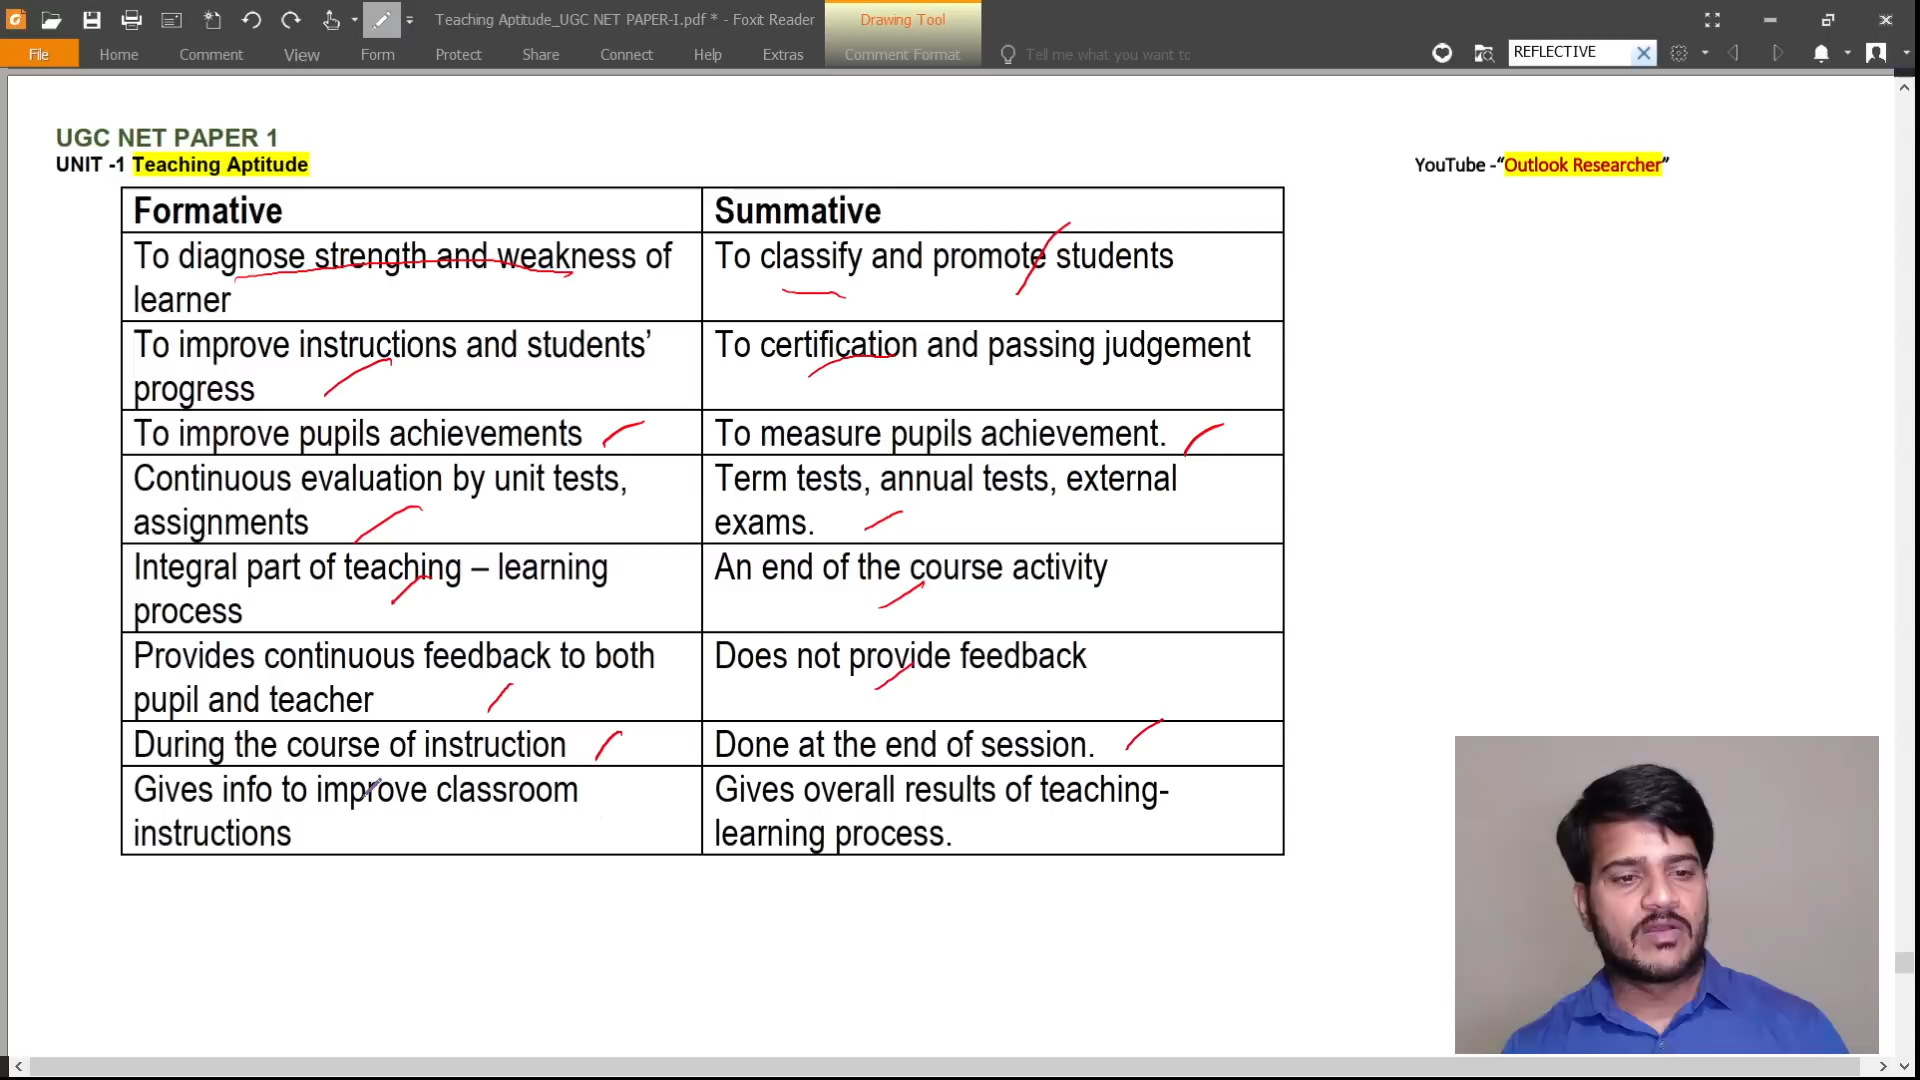 Teaching Aptitude_UGC NET PAPER-I.pdf * - Foxit Reader
Drawing Tool
File Home Comment View Form Protect Share Connect Help Extras Comment Format Tell me what you want to
REFLECTIVE
UGC NET PAPER 1
UNIT -1 Teaching Aptitude
YouTube -“Outlook Researcher”
Formative
Summative
To diagnose strength and weakness of
learner
To classify and promote students
To improve instructions and students’
progress
To certification and passing judgement
To improve pupils achievements
To measure pupils achievement.
Continuous evaluation by unit tests,
assignments
Term tests, annual tests, external
exams.
Integral part of teaching – learning
process
An end of the course activity
Provides continuous feedback to both
pupil and teacher
Does not provide feedback
During the course of instruction
Done at the end of session.
Gives info to improve classroom
instructions
Gives overall results of teaching-
learning process.